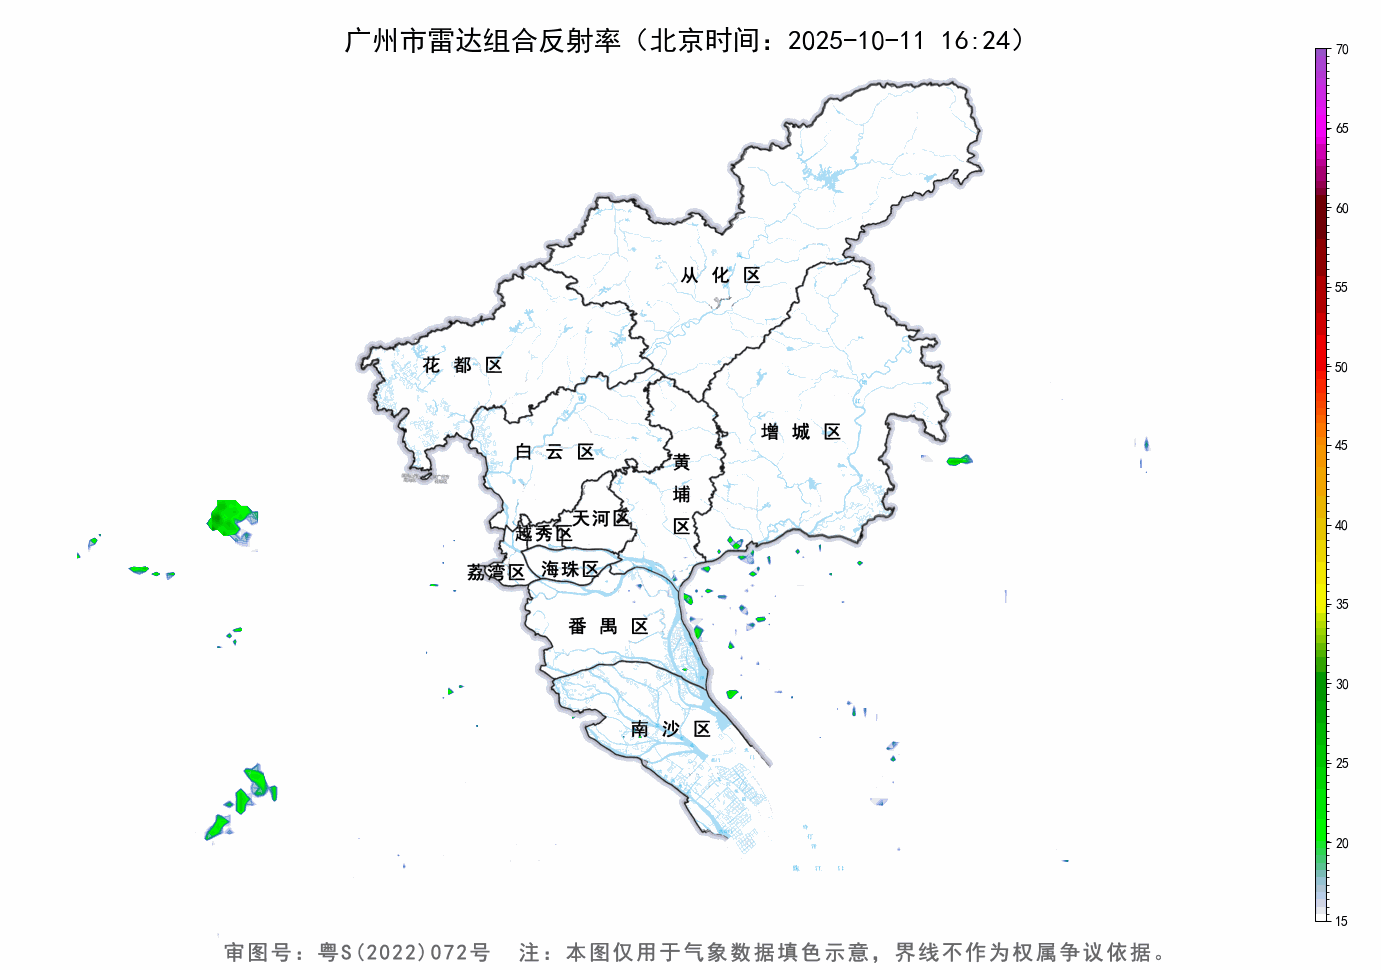 广州市雷达组合反射率（北京时间：2025-10-11 16:24）
70
65
60
55
50
45
40
35
30
25
20
15
从化区
花都区
增城区
白云区
黄埔区
天河区
越秀区
荔湾区
海珠区
番禺区
南沙区
审图号：粤S(2022)072号 注：本图仅用于气象数据填色示意，界线不作为权属争议依据。